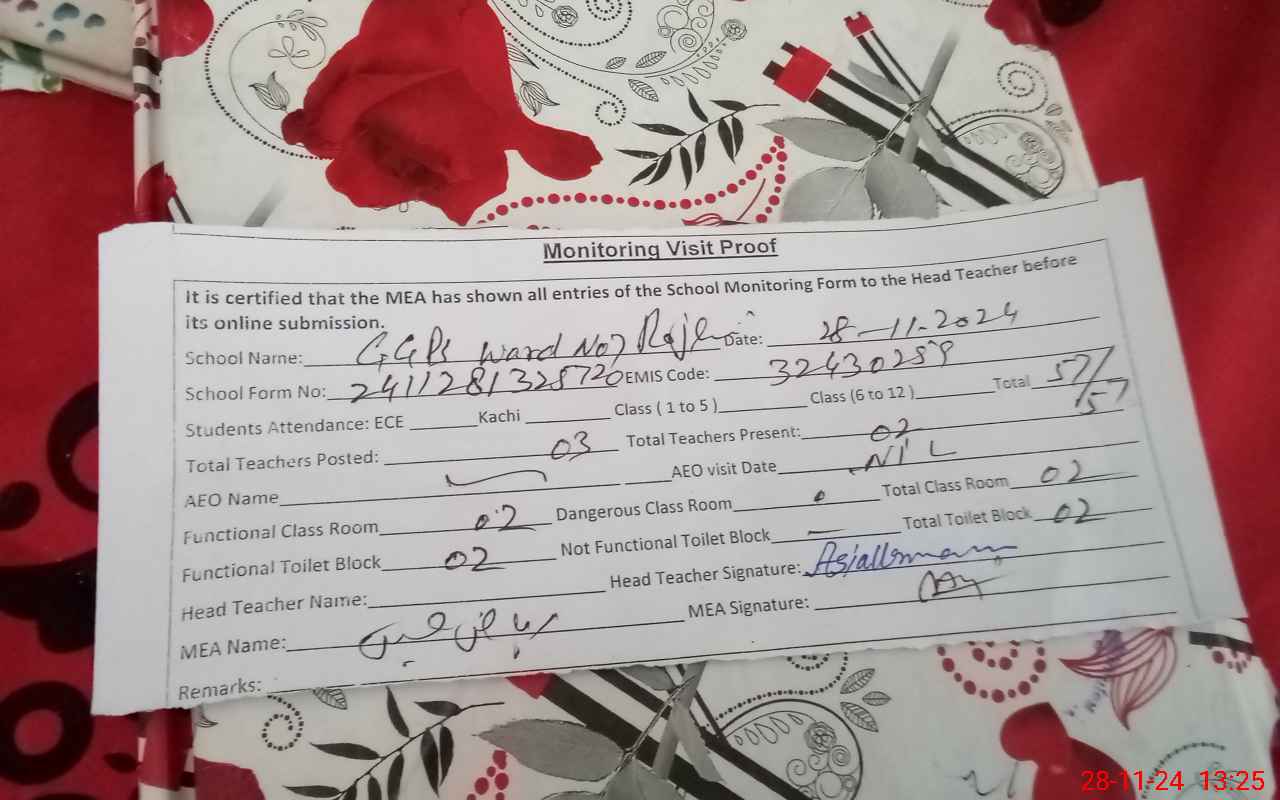 Monitoring Visit Proof
It is certified that the MEA has shown all entries of the School Monitoring Form to the Head Teacher before
its online submission.
School Name: GGPS Ward No 7 Date: 28-11-2024
School Form No: 2411281328720 EMIS Code: 32430289
Students Attendance: ECE Kachi Class ( 1 to 5 ) Class (6 to 12 ) Total 57/57
Total Teachers Posted: 03 Total Teachers Present: 02
AEO Name AEO visit Date NIL
Functional Class Room 02 Dangerous Class Room 0 Total Class Room 02
Functional Toilet Block 02 Not Functional Toilet Block — Total Toilet Block 02
Head Teacher Name: Head Teacher Signature:
MEA Name: MEA Signature:
Remarks:
28-11-24 13:25